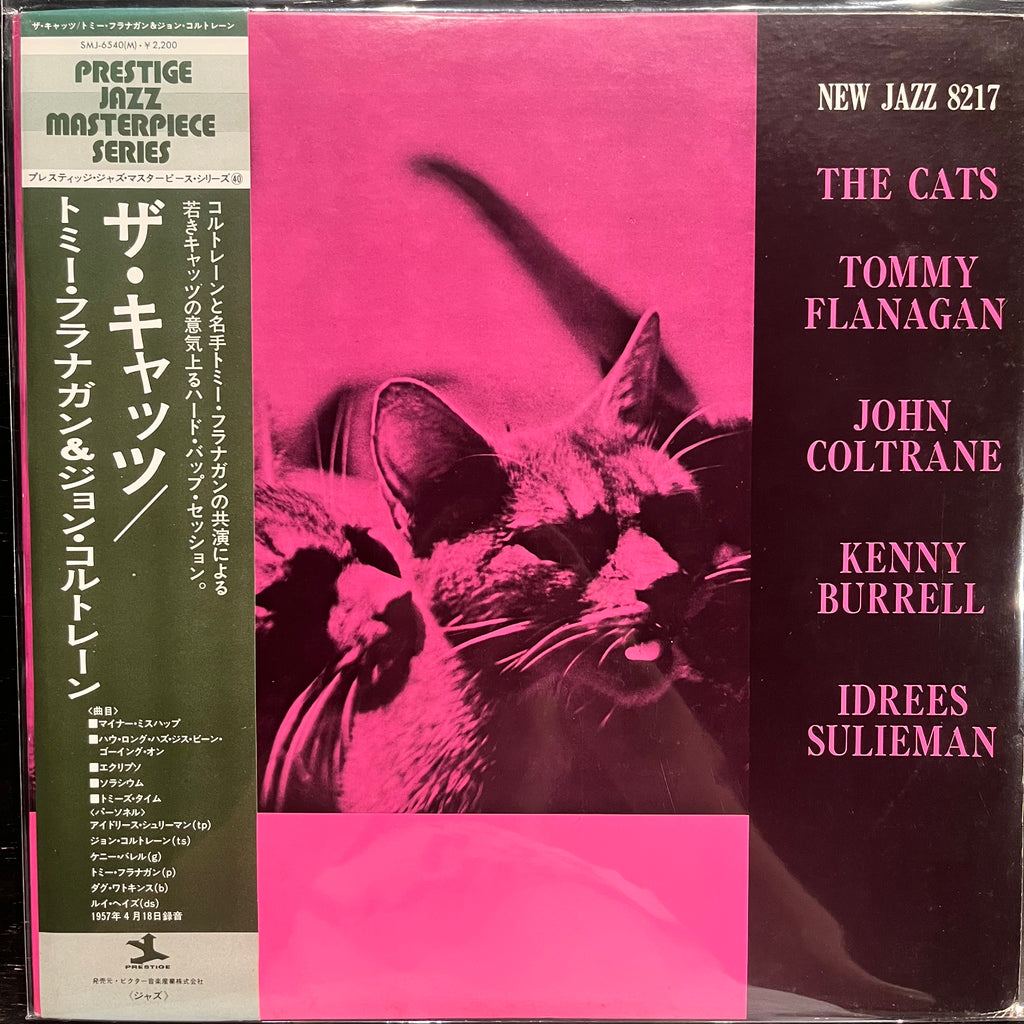 ザ・キャッツ/トミー・フラナガン&ジョン・コルトレーン
SMJ-6540(M)・¥2,200
PRESTIGE
JAZZ
MASTERPIECE
SERIES
プレスティッジ・ジャズ・マスターピース・シリーズ㊵
コルトレーンと名手トミー・フラナガンの共演による
若きキャッツの意気上るハード・バップ・セッション。
ザ・キャッツ/
トミー・フラナガン&ジョン・コルトレーン
〈曲目〉
■マイナー・ミスハップ
■ハウ・ロング・ハズ・ジス・ビーン・
ゴーイング・オン
■エクリプソ
■ソラシウム
■トミーズ・タイム
〈パーソネル〉
アイドリース・シュリーマン(tp)
ジョン・コルトレーン(ts)
ケニー・バレル(g)
トミー・フラナガン(p)
ダグ・ワトキンス(b)
ルイ・ヘイズ(ds)
1957年4月18日録音
PRESTIGE
発売元・ビクター音楽産業株式会社
〈ジャズ〉
NEW JAZZ 8217
THE CATS
TOMMY
FLANAGAN
JOHN
COLTRANE
KENNY
BURRELL
IDREES
SULIEMAN